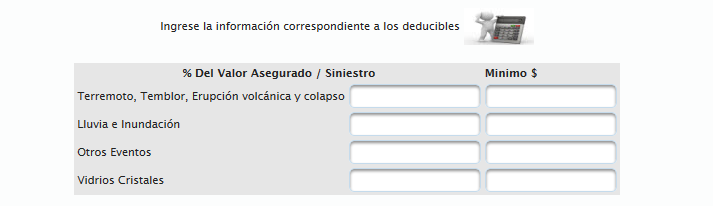 Ingrese la información correspondiente a los deducibles
% Del Valor Asegurado / Siniestro Minimo $
Terremoto, Temblor, Erupción volcánica y colapso
Lluvia e Inundación
Otros Eventos
Vidrios Cristales